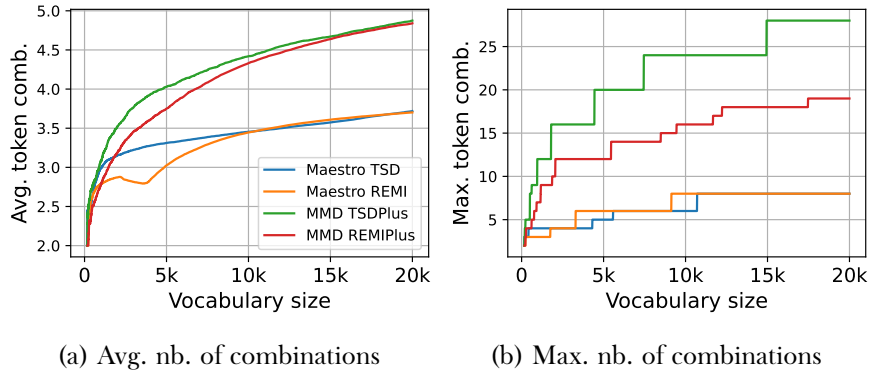 5.0
4.5
4.0
3.5
3.0
2.5
2.0
Avg. token comb.
Maestro TSD
Maestro REMI
MMD TSDPlus
MMD REMIPlus
0 5k 10k 15k 20k
Vocabulary size
(a) Avg. nb. of combinations
25
20
15
10
5
Max. token comb.
0 5k 10k 15k 20k
Vocabulary size
(b) Max. nb. of combinations